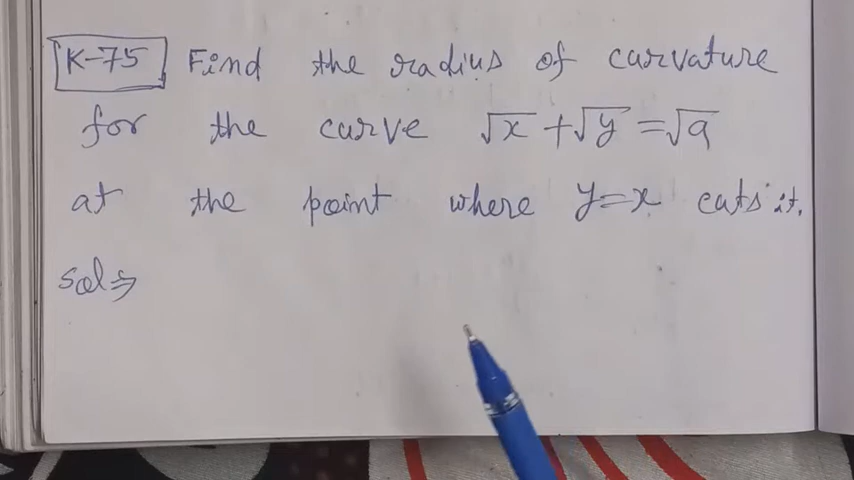 K-75 Find the radius of curvature
for the curve √x + √y = √a
at the point where y=x cuts it.
sol⇒